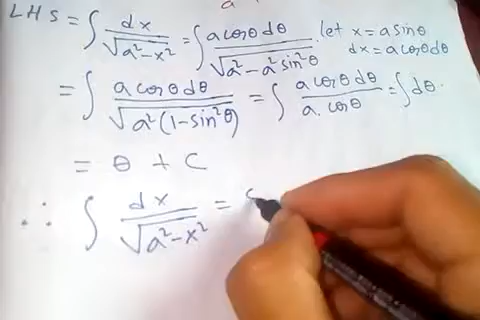 LHS = ∫ dx / √(a²-x²) = ∫ a cosθ dθ / √(a²-a² sin²θ) . let x = a sinθ
dx = a cosθ dθ
= ∫ a cosθ dθ / √(a²(1-sin²θ)) = ∫ a cosθ dθ / a. cosθ = ∫ dθ.
= θ + c
∴ ∫ dx / √(a²-x²) =